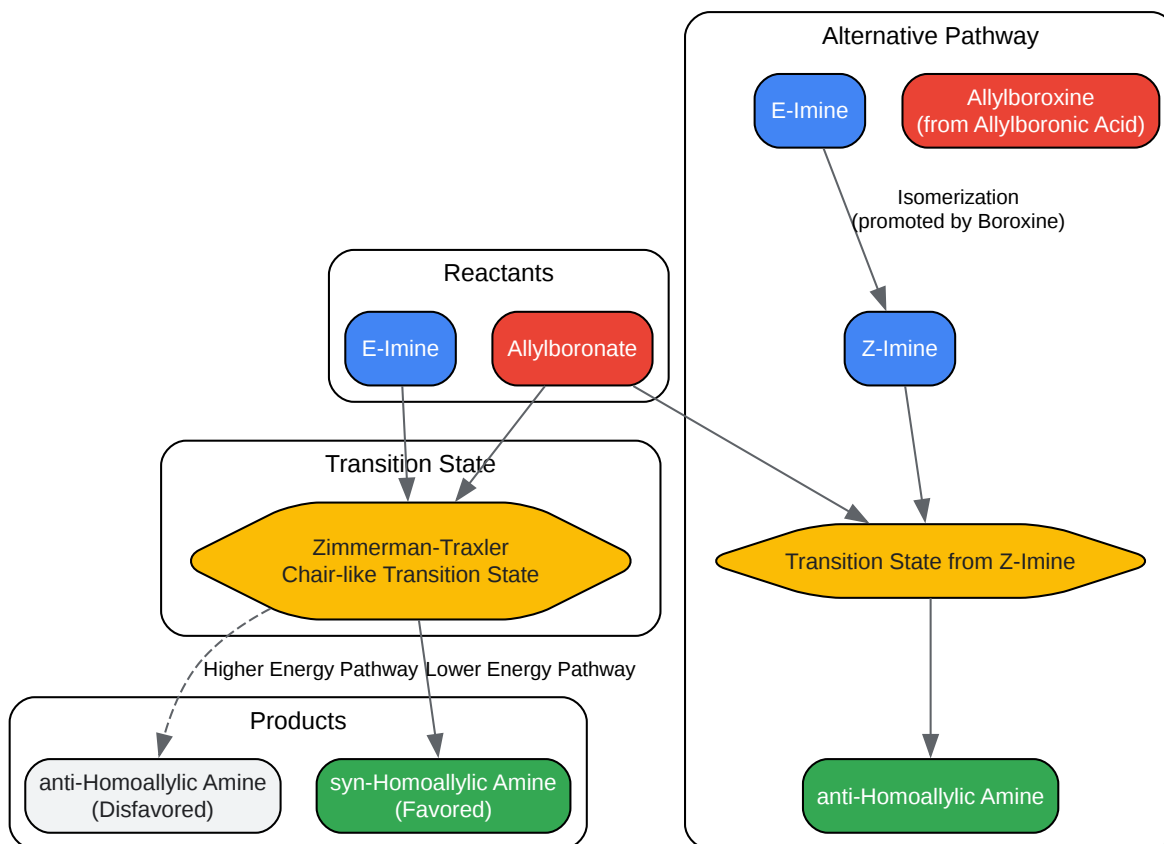 Alternative Pathway
E-Imine
Allylboroxine
(from Allylboronic Acid)
Isomerization
(promoted by Boroxine)
Reactants
E-Imine
Allylboronate
Z-Imine
Transition State
Zimmerman-Traxler
Chair-like Transition State
Transition State from Z-Imine
Higher Energy Pathway
Lower Energy Pathway
Products
anti-Homoallylic Amine
(Disfavored)
syn-Homoallylic Amine
(Favored)
anti-Homoallylic Amine